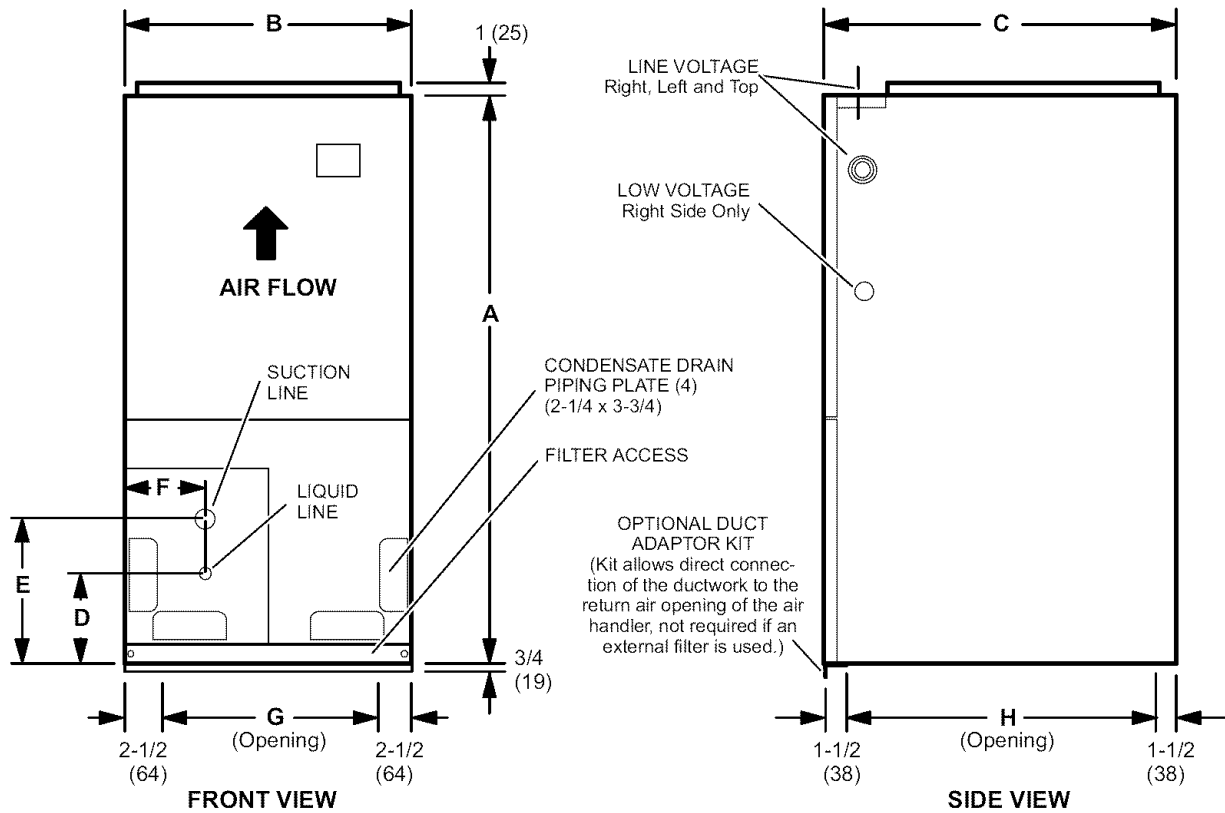 B
1 (25)
AIR FLOW
A
SUCTION
LINE
CONDENSATE DRAIN
PIPING PLATE (4)
(2-1/4 x 3-3/4)
FILTER ACCESS
F
LIQUID
LINE
E
D
3/4
(19)
G
(Opening)
2-1/2
(64)
2-1/2
(64)
FRONT VIEW
C
LINE VOLTAGE
Right, Left and Top
LOW VOLTAGE
Right Side Only
OPTIONAL DUCT
ADAPTOR KIT
(Kit allows direct connec-
tion of the ductwork to the
return air opening of the air
handler, not required if an
external filter is used.)
H
(Opening)
1-1/2
(38)
1-1/2
(38)
SIDE VIEW